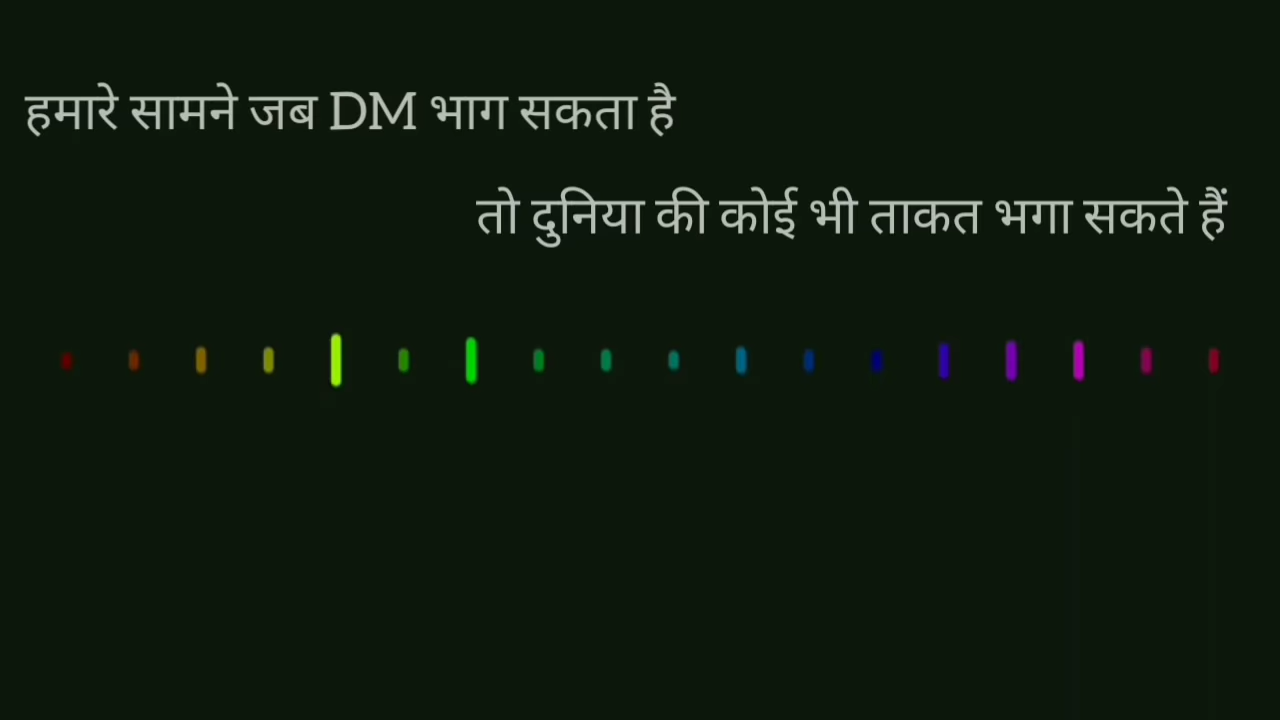 हमारे सामने जब DM भाग सकता है
तो दुनिया की कोई भी ताकत भगा सकते हैं